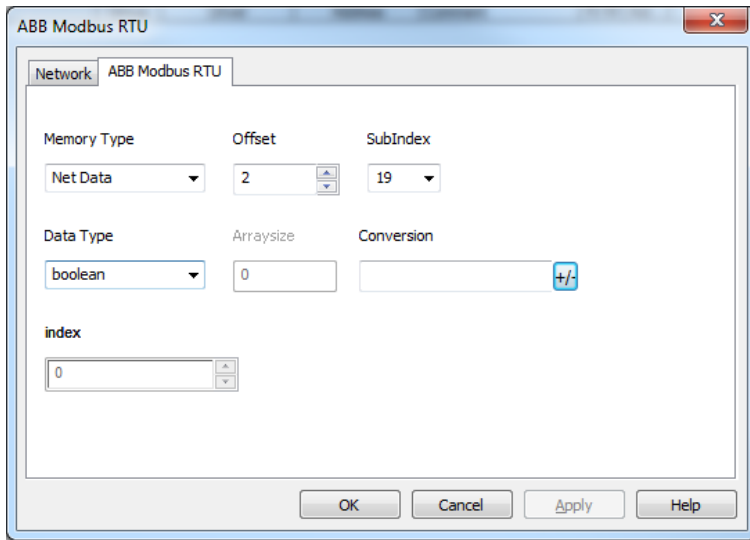 ABB Modbus RTU
Network ABB Modbus RTU
Memory Type Offset SubIndex
Net Data 2 19
Data Type Arraysize Conversion
boolean 0 +/-
index
0
OK Cancel Apply Help